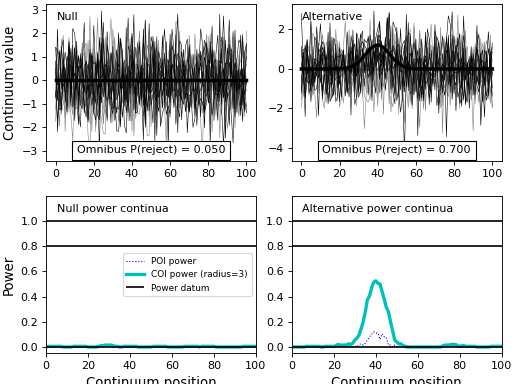 Null
Alternative
Continuum value
3
2
1
0
−1
−2
−3
2
0
−2
−4
Omnibus P(reject) = 0.050
Omnibus P(reject) = 0.700
0 20 40 60 80 100
0 20 40 60 80 100
Null power continua
Alternative power continua
Power
1.0
0.8
0.6
0.4
0.2
0.0
1.0
0.8
0.6
0.4
0.2
0.0
POI power
COI power (radius=3)
Power datum
0 20 40 60 80 100
0 20 40 60 80 100
Continuum position
Continuum position